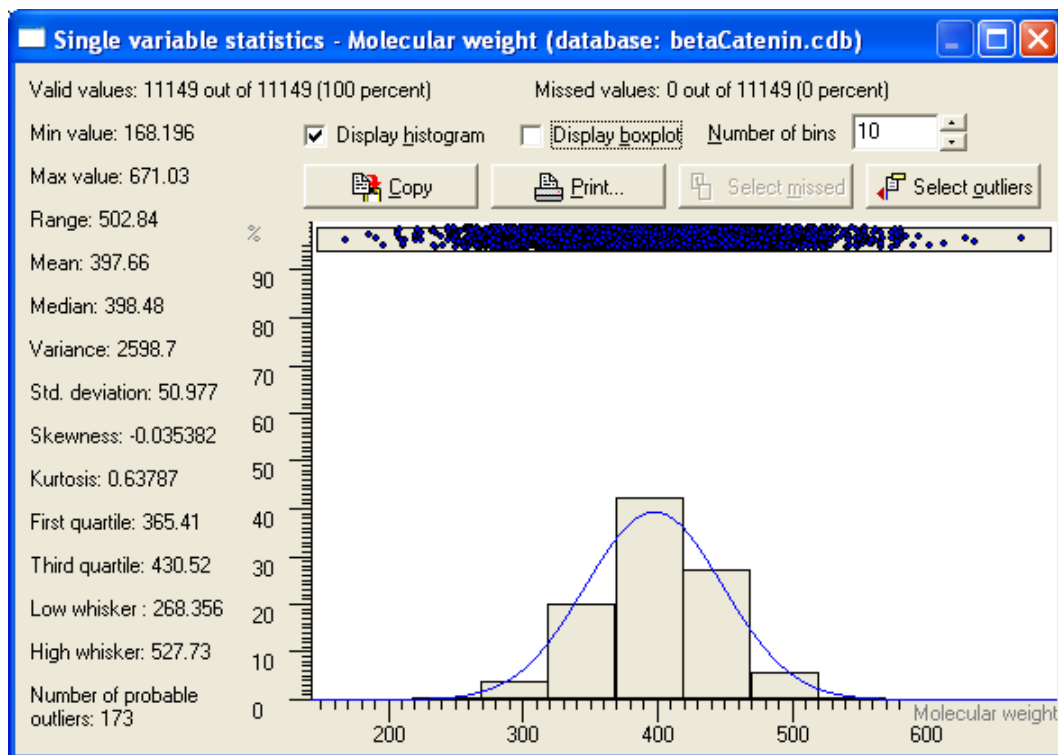 Single variable statistics - Molecular weight (database: betaCatenin.cdb)
Valid values: 11149 out of 11149 (100 percent)
Missed values: 0 out of 11149 (0 percent)
Min value: 168.196
Display histogram
Display boxplot
Number of bins
10
Max value: 671.03
Copy
Print...
Select missed
Select outliers
Range: 502.84
Mean: 397.66
Median: 398.48
Variance: 2598.7
Std. deviation: 50.977
Skewness: -0.035382
Kurtosis: 0.63787
First quartile: 365.41
Third quartile: 430.52
Low whisker : 268.356
High whisker: 527.73
Number of probable
outliers: 173
%
90
80
70
60
50
40
30
20
10
0
Molecular weight
200
300
400
500
600